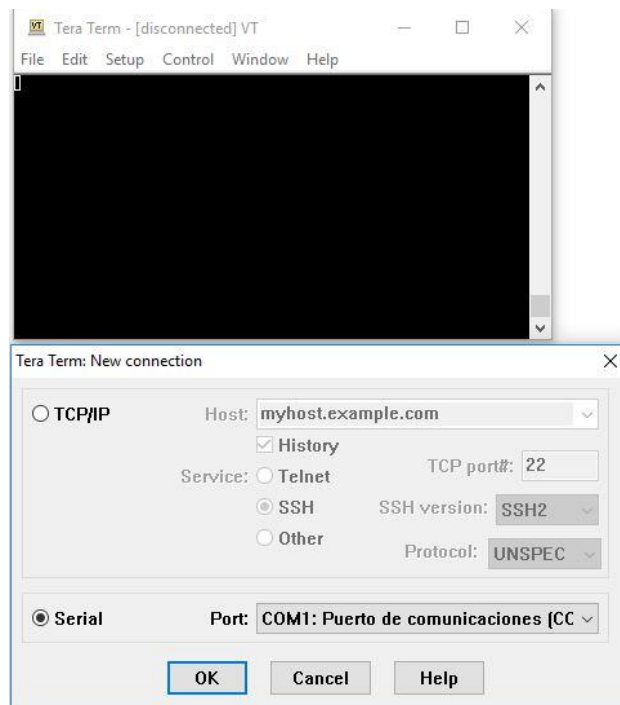 VT Tera Term - [disconnected] VT
File Edit Setup Control Window Help
Tera Term: New connection
TCP/IP Host: myhost.example.com
History
Service: Telnet TCP port#: 22
SSH SSH version: SSH2
Other Protocol: UNSPEC
Serial Port: COM1: Puerto de comunicaciones (CC
OK Cancel Help